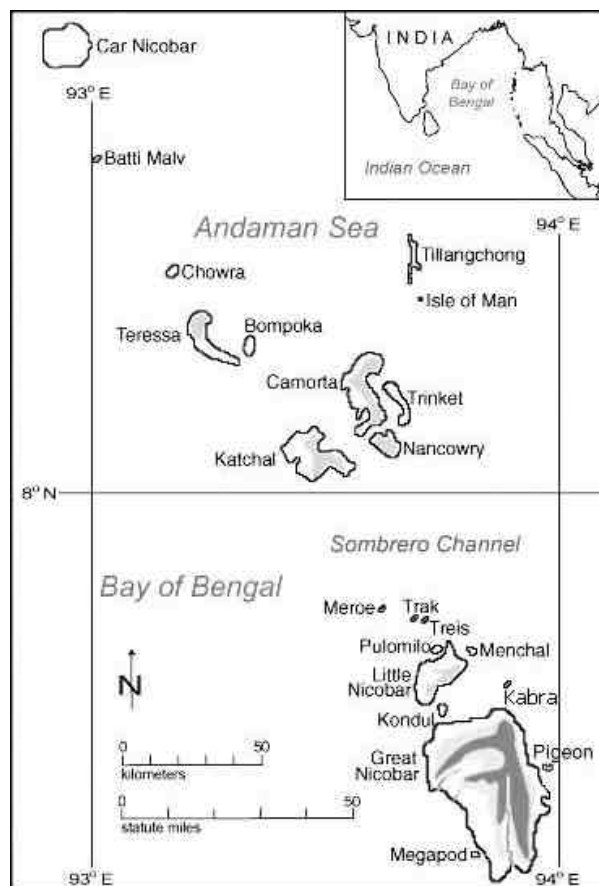 INDIA
Bay of
Bengal
Indian Ocean
Car Nicobar
93° E
Batti Malv
Andaman Sea
94° E
Tillangchong
Chowra
Isle of Man
Teressa
Bompoka
Camorta
Trinket
Katchal
Nancowry
8° N
Sombrero Channel
Bay of Bengal
Meroe
Trak
Treis
Pulomilo
Menchal
Little
Nicobar
Kabra
Kondul
N
Great
Nicobar
Pigeon
0 50
kilometers
0 50
statute miles
Megapod
93° E
94° E